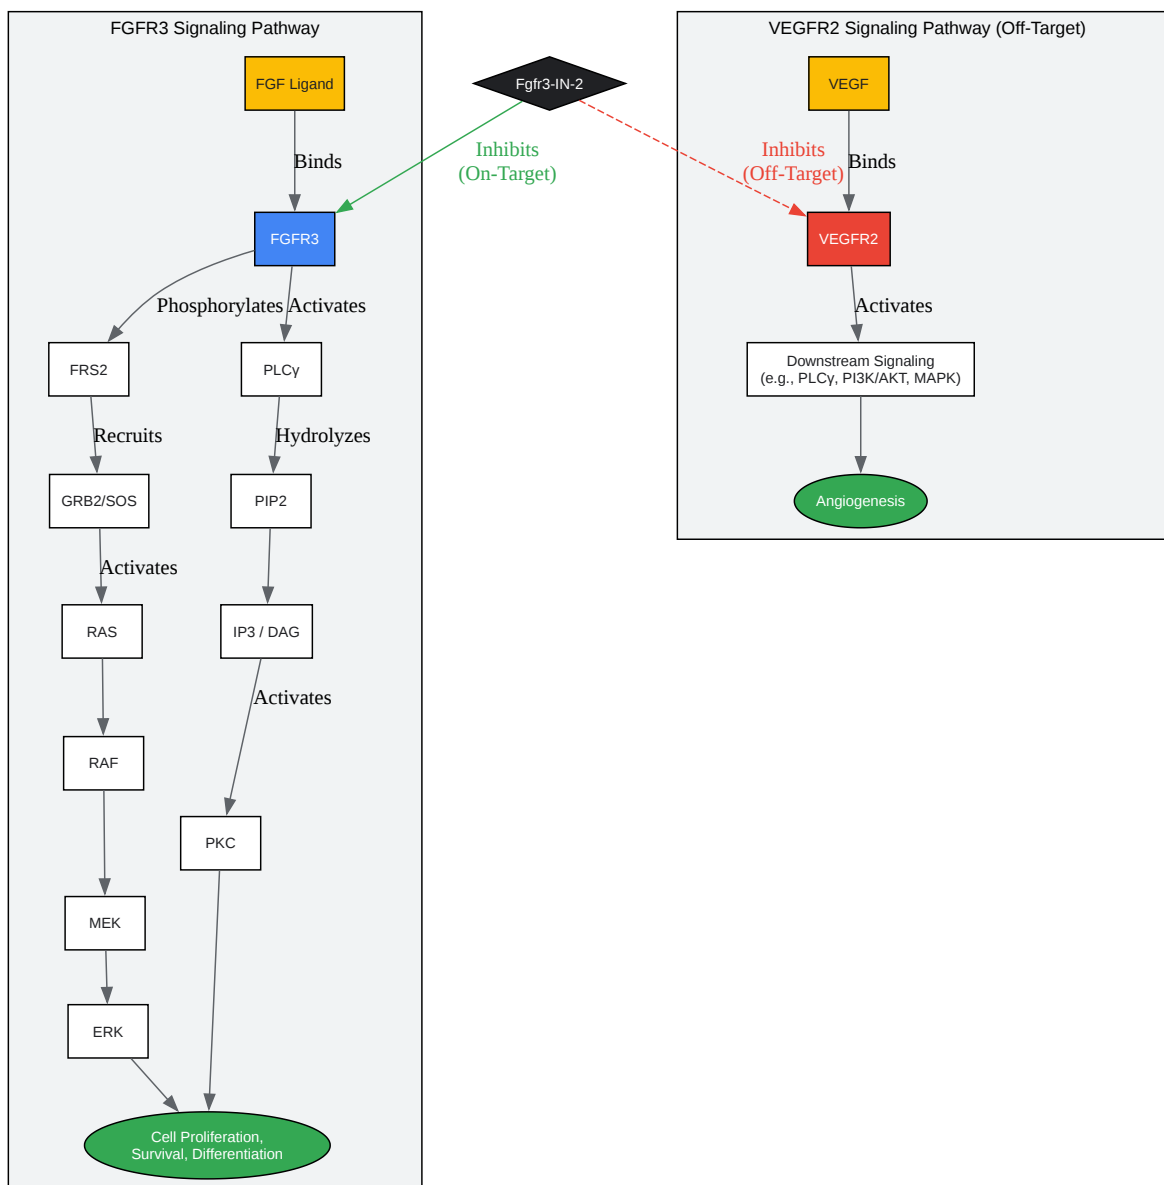 FGFR3 Signaling Pathway
VEGFR2 Signaling Pathway (Off-Target)
FGF Ligand
Fgfr3-IN-2
VEGF
Binds
Inhibits
(On-Target)
Inhibits
(Off-Target)
Binds
FGFR3
VEGFR2
Phosphorylates
Activates
Activates
FRS2
PLCγ
Downstream Signaling
(e.g., PLCγ, PI3K/AKT, MAPK)
Recruits
Hydrolyzes
GRB2/SOS
PIP2
Angiogenesis
Activates
RAS
IP3 / DAG
Activates
RAF
PKC
MEK
ERK
Cell Proliferation,
Survival, Differentiation